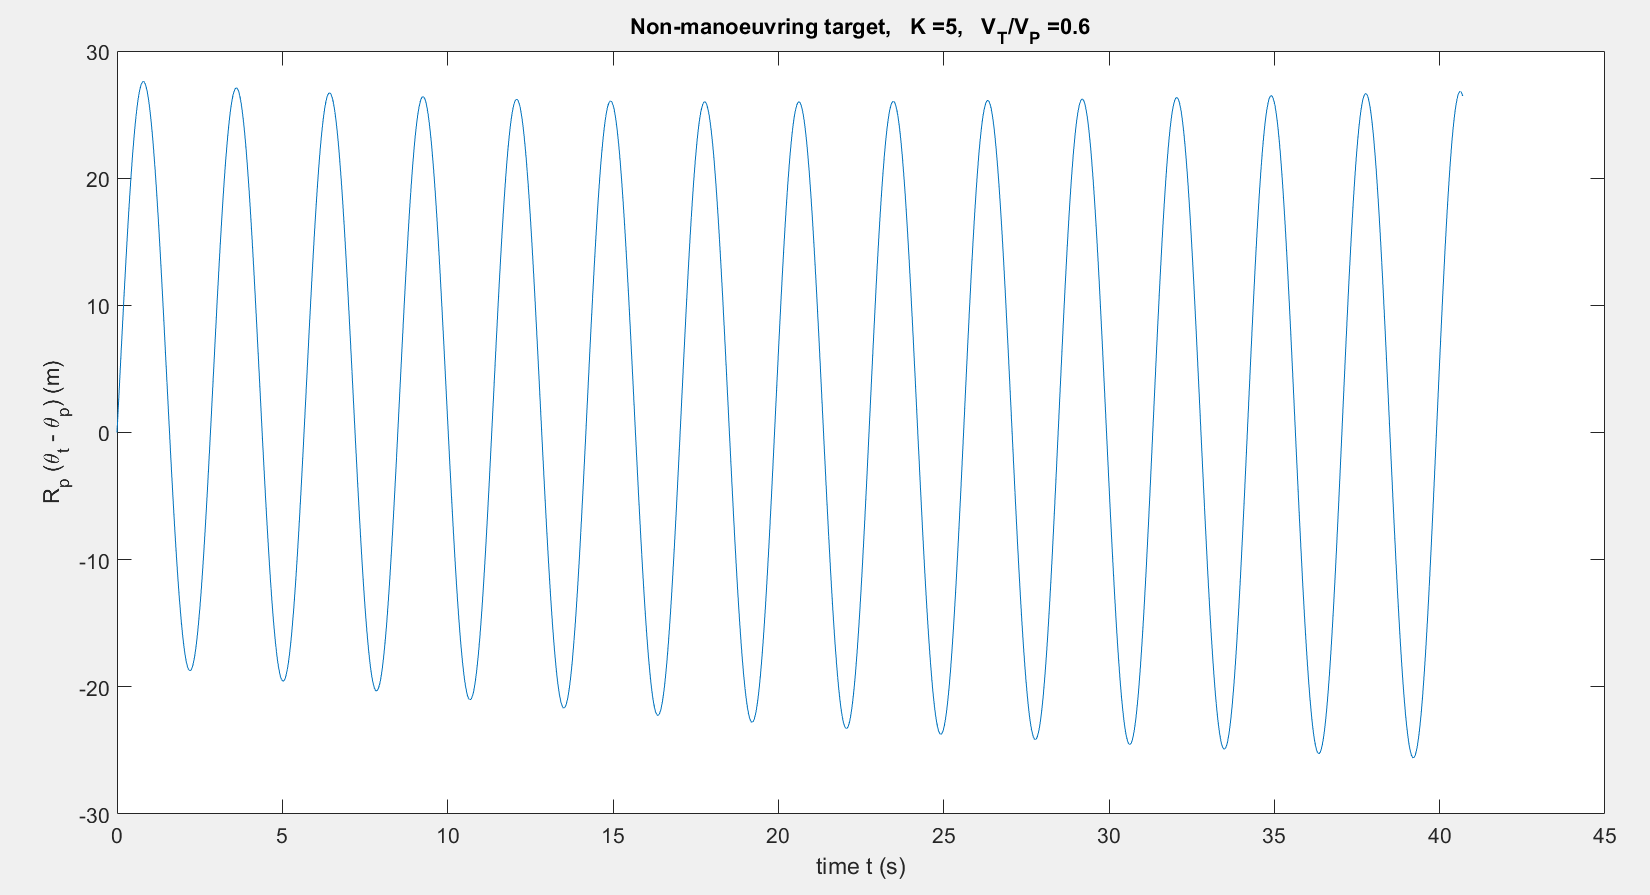 Non-manoeuvring target, K =5, V_T/V_P =0.6
30
20
10
0
-10
-20
-30
R_p (θ_t - θ_p) (m)
0 5 10 15 20 25 30 35 40 45
time t (s)